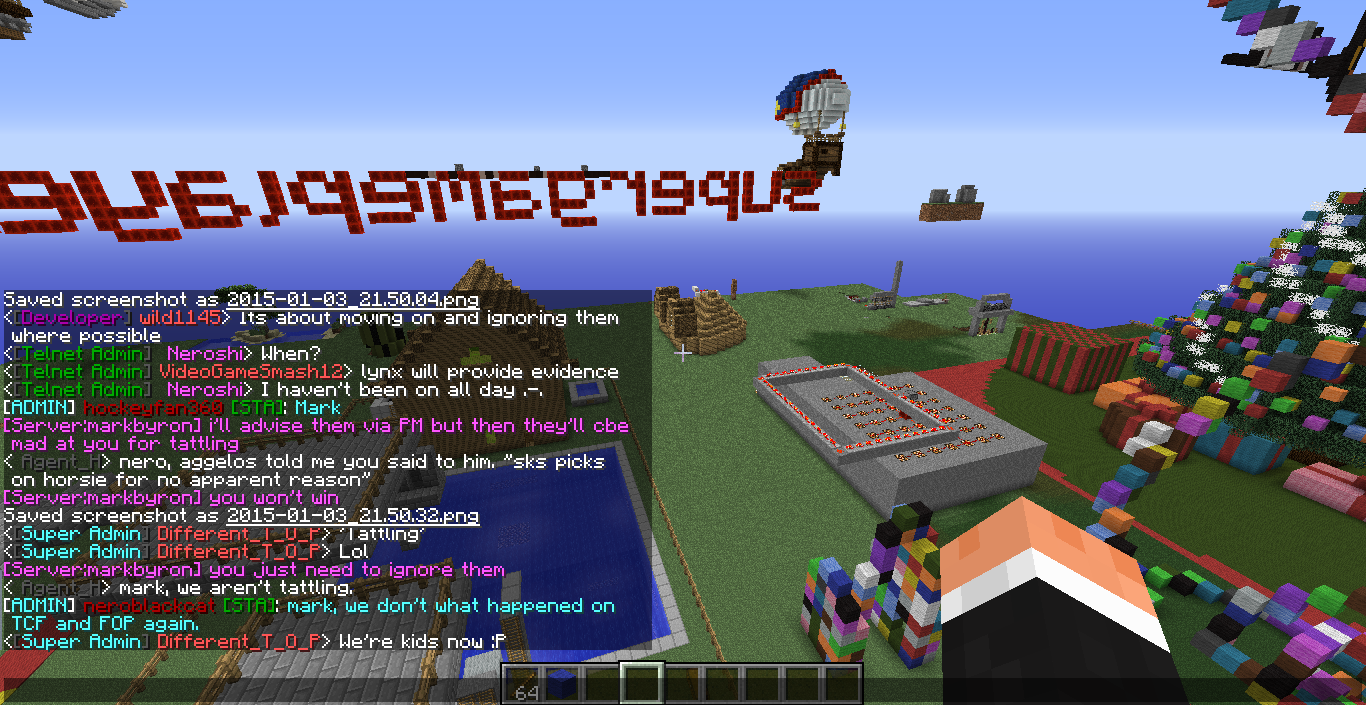 Saved screenshot as 2015-01-03_21.50.04.png
<[Developer] wild1145> Its about moving on and ignoring them
where possible
<[Telnet Admin] Neroshi> When?
<[Telnet Admin] VideoGameSmash12> lynx will provide evidence
<[Telnet Admin] Neroshi> I haven't been on all day .-.
[ADMIN] hockeyfan360 [STA]: Mark
[Server:markbyron] i'll advise them via PM but then they'll cbe
mad at you for tattling
< Agent_H> nero, aggelos told me you said to him. "sks picks
on horsie for no apparent reason"
[Server:markbyron] you won't win
Saved screenshot as 2015-01-03_21.50.32.png
<[Super Admin] Different_T_O_P> 'Tattling'
<[Super Admin] Different_T_O_P> Lol
[Server:markbyron] you just need to ignore them
< Agent_H> mark, we aren't tattling.
[ADMIN] neroblackcat [STA]: mark, we don't what happened on
TCF and FOP again.
<[Super Admin] Different_T_O_P> We're kids now :P
64